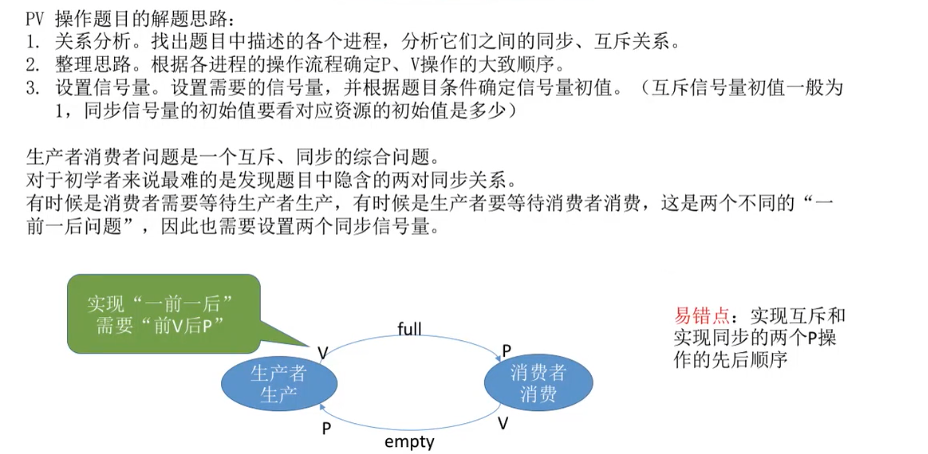 PV 操作题目的解题思路：
1. 关系分析。找出题目中描述的各个进程，分析它们之间的同步、互斥关系。
2. 整理思路。根据各进程的操作流程确定P、V操作的大致顺序。
3. 设置信号量。设置需要的信号量，并根据题目条件确定信号量初值。（互斥信号量初值一般为
1，同步信号量的初始值要看对应资源的初始值是多少）
生产者消费者问题是一个互斥、同步的综合问题。
对于初学者来说最难的是发现题目中隐含的两对同步关系。
有时候是消费者需要等待生产者生产，有时候是生产者要等待消费者消费，这是两个不同的“一
前一后问题”，因此也需要设置两个同步信号量。
实现“一前一后”
需要“前V后P”
full
V
P
生产者
生产
消费者
消费
P
V
empty
易错点：实现互斥和
实现同步的两个P操
作的先后顺序